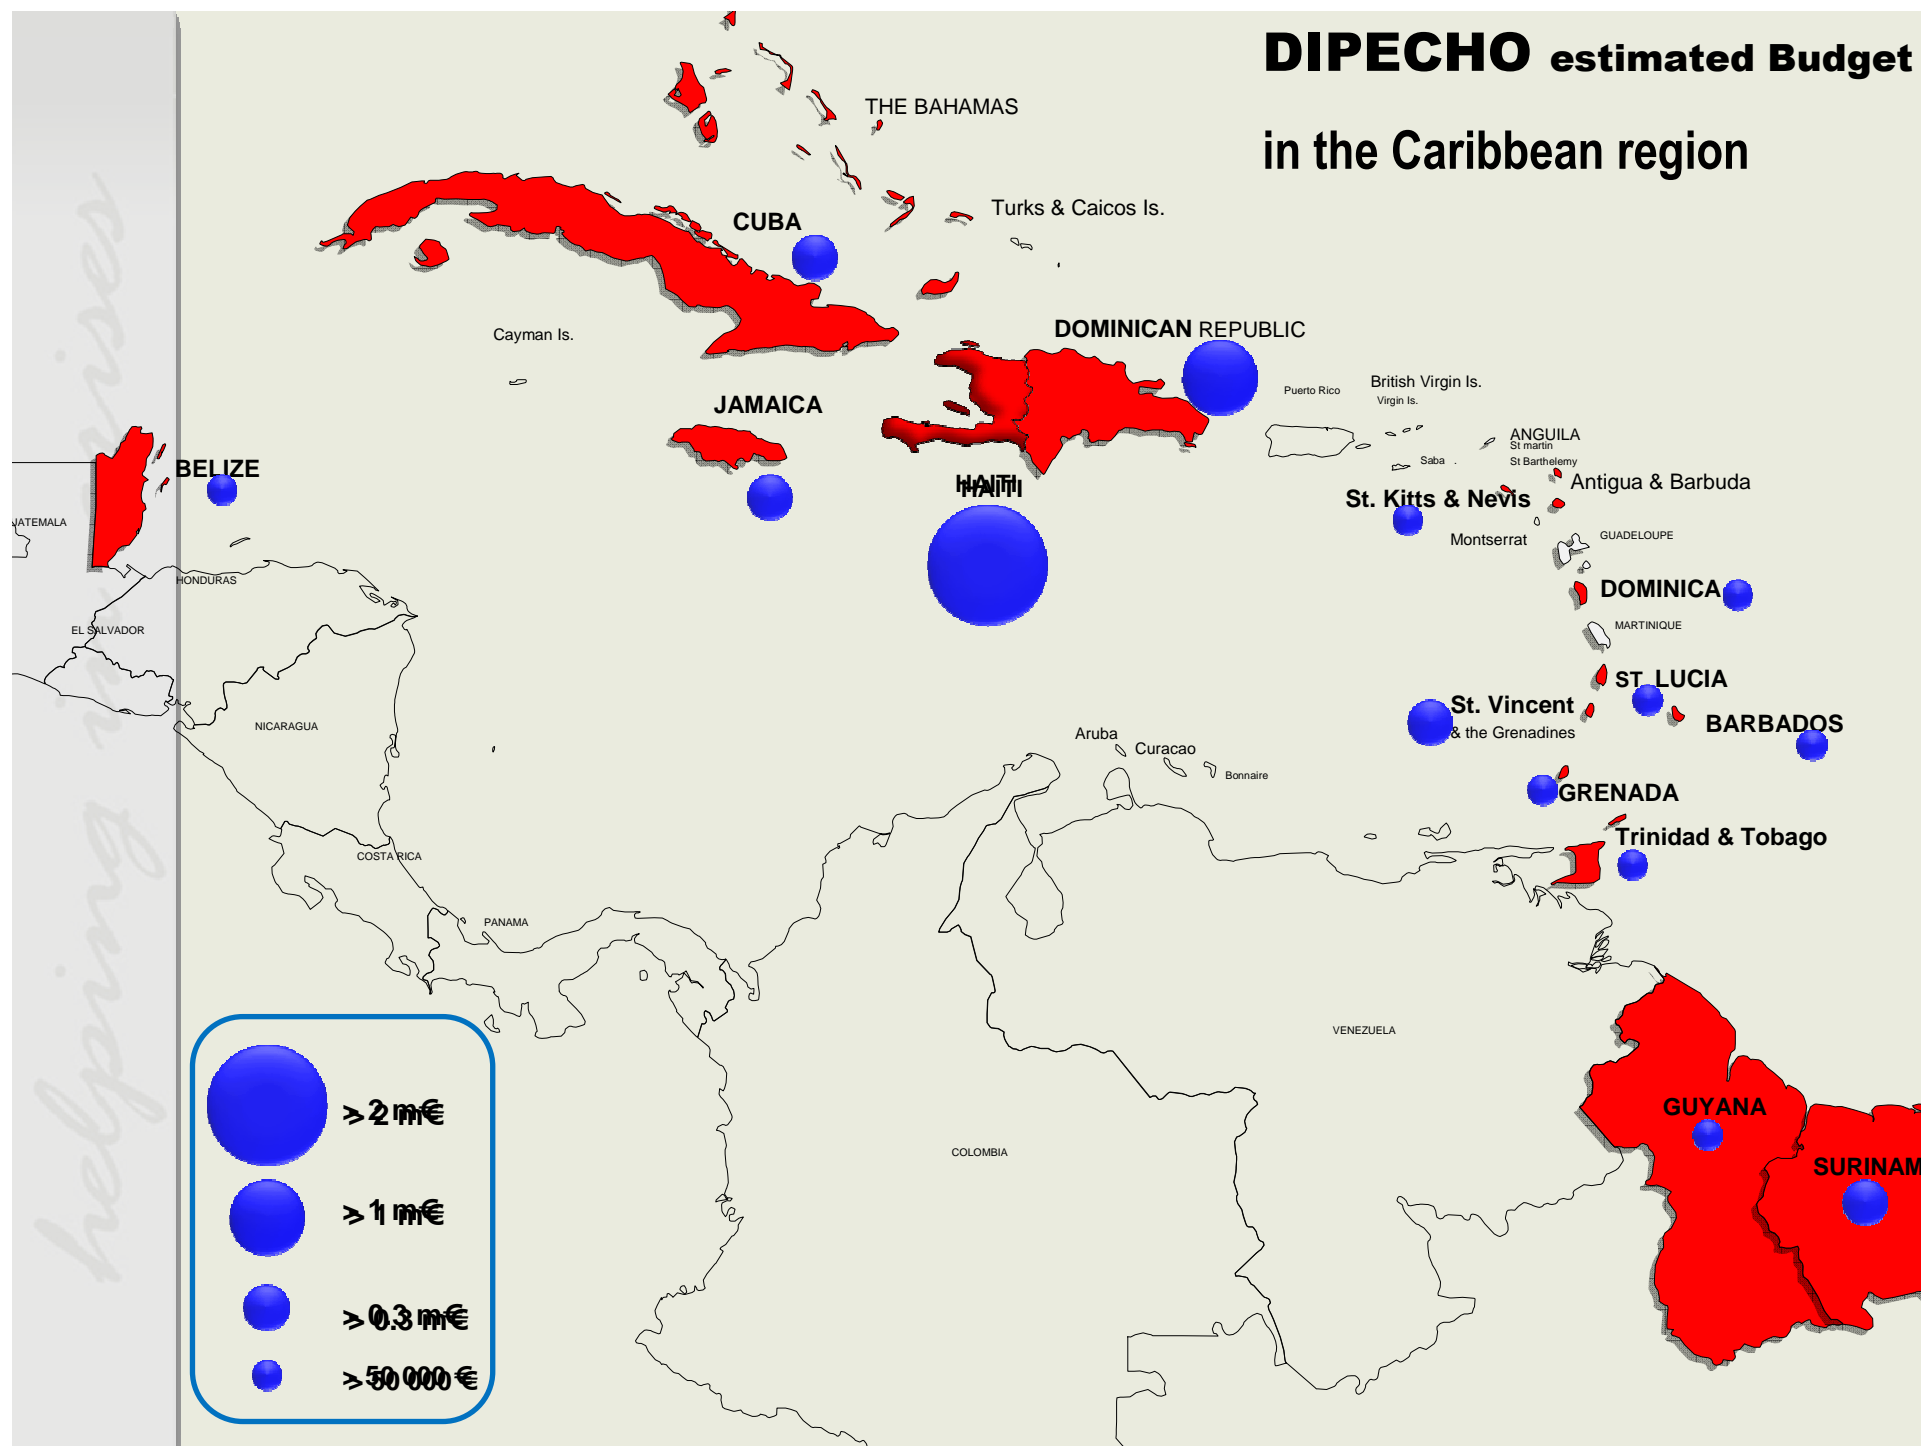 DIPECHO estimated Budget
in the Caribbean region
THE BAHAMAS
Turks & Caicos Is.
CUBA
Cayman Is.
DOMINICAN REPUBLIC
JAMAICA
Puerto Rico
British Virgin Is.
Virgin Is.
ANGUILA
St martin
Saba
St Barthelemy
BELIZE
HAITI
Antigua & Barbuda
St. Kitts & Nevis
UATEMALA
Montserrat
GUADELOUPE
HONDURAS
DOMINICA
EL SALVADOR
MARTINIQUE
ST. LUCIA
St. Vincent
& the Grenadines
BARBADOS
NICARAGUA
Aruba
Curacao
Bonnaire
GRENADA
Trinidad & Tobago
COSTA RICA
PANAMA
VENEZUELA
GUYANA
COLOMBIA
SURINAM
> 2 m€
> 1 m€
> 0.3 m€
> 50 000 €